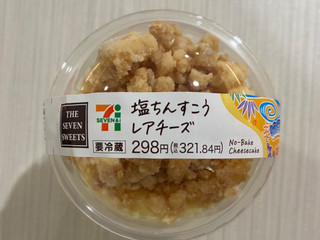 THE
SEVEN
SWEETS
7i
SEVEN&i
塩ちんすこう
レアチーズ
要冷蔵
298円(税込321.84円)
No-Bake
Cheesecake